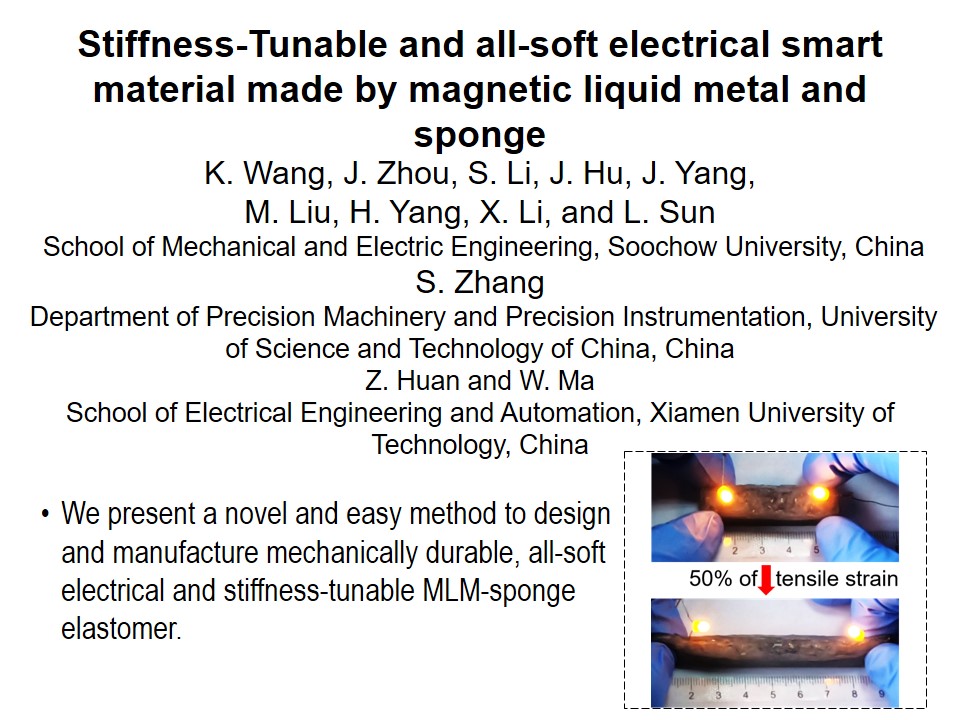 Stiffness-Tunable and all-soft electrical smart
material made by magnetic liquid metal and
sponge
K. Wang, J. Zhou, S. Li, J. Hu, J. Yang,
M. Liu, H. Yang, X. Li, and L. Sun
School of Mechanical and Electric Engineering, Soochow University, China
S. Zhang
Department of Precision Machinery and Precision Instrumentation, University
of Science and Technology of China, China
Z. Huan and W. Ma
School of Electrical Engineering and Automation, Xiamen University of
Technology, China
• We present a novel and easy method to design
and manufacture mechanically durable, all-soft
electrical and stiffness-tunable MLM-sponge
elastomer.
2 3 4 5
50% of tensile strain
2 3 4 5 6 7 8 9